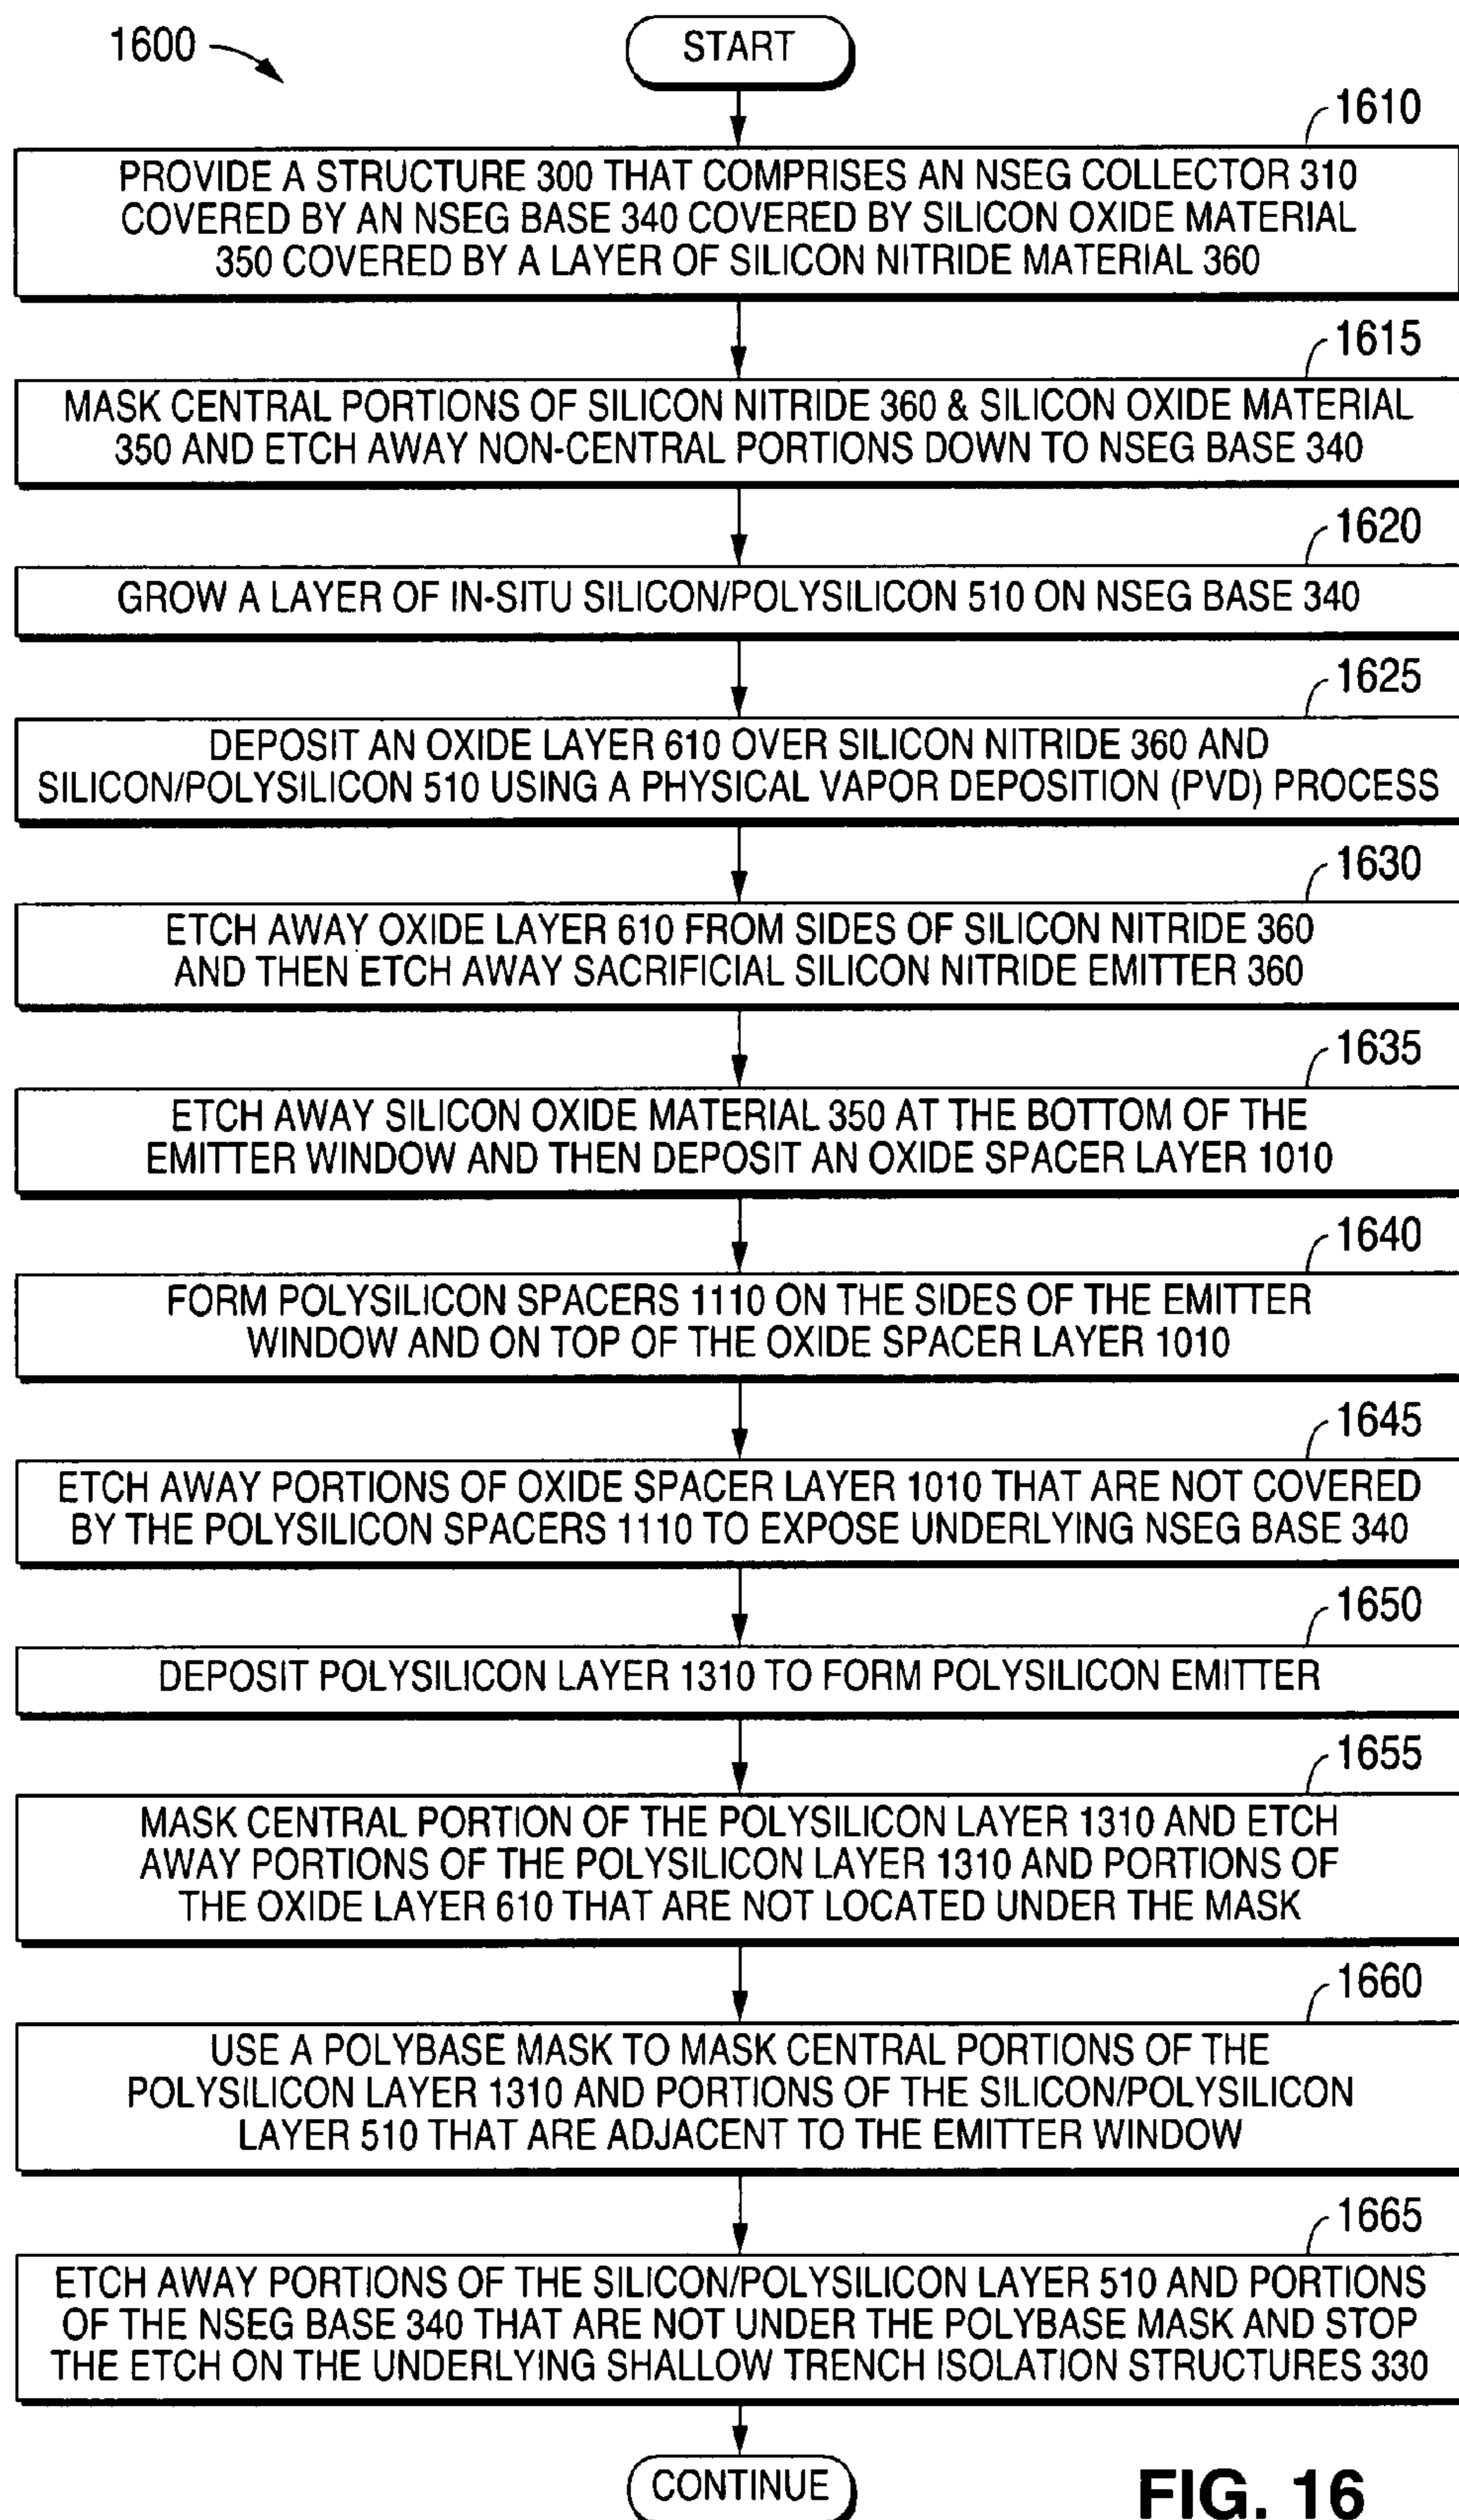 1600
START
1610
PROVIDE A STRUCTURE 300 THAT COMPRISES AN NSEG COLLECTOR 310
COVERED BY AN NSEG BASE 340 COVERED BY SILICON OXIDE MATERIAL
350 COVERED BY A LAYER OF SILICON NITRIDE MATERIAL 360
1615
MASK CENTRAL PORTIONS OF SILICON NITRIDE 360 & SILICON OXIDE MATERIAL
350 AND ETCH AWAY NON-CENTRAL PORTIONS DOWN TO NSEG BASE 340
1620
GROW A LAYER OF IN-SITU SILICON/POLYSILICON 510 ON NSEG BASE 340
1625
DEPOSIT AN OXIDE LAYER 610 OVER SILICON NITRIDE 360 AND
SILICON/POLYSILICON 510 USING A PHYSICAL VAPOR DEPOSITION (PVD) PROCESS
1630
ETCH AWAY OXIDE LAYER 610 FROM SIDES OF SILICON NITRIDE 360
AND THEN ETCH AWAY SACRIFICIAL SILICON NITRIDE EMITTER 360
1635
ETCH AWAY SILICON OXIDE MATERIAL 350 AT THE BOTTOM OF THE
EMITTER WINDOW AND THEN DEPOSIT AN OXIDE SPACER LAYER 1010
1640
FORM POLYSILICON SPACERS 1110 ON THE SIDES OF THE EMITTER
WINDOW AND ON TOP OF THE OXIDE SPACER LAYER 1010
1645
ETCH AWAY PORTIONS OF OXIDE SPACER LAYER 1010 THAT ARE NOT COVERED
BY THE POLYSILICON SPACERS 1110 TO EXPOSE UNDERLYING NSEG BASE 340
1650
DEPOSIT POLYSILICON LAYER 1310 TO FORM POLYSILICON EMITTER
1655
MASK CENTRAL PORTION OF THE POLYSILICON LAYER 1310 AND ETCH
AWAY PORTIONS OF THE POLYSILICON LAYER 1310 AND PORTIONS OF
THE OXIDE LAYER 610 THAT ARE NOT LOCATED UNDER THE MASK
1660
USE A POLYBASE MASK TO MASK CENTRAL PORTIONS OF THE
POLYSILICON LAYER 1310 AND PORTIONS OF THE SILICON/POLYSILICON
LAYER 510 THAT ARE ADJACENT TO THE EMITTER WINDOW
1665
ETCH AWAY PORTIONS OF THE SILICON/POLYSILICON LAYER 510 AND PORTIONS
OF THE NSEG BASE 340 THAT ARE NOT UNDER THE POLYBASE MASK AND STOP
THE ETCH ON THE UNDERLYING SHALLOW TRENCH ISOLATION STRUCTURES 330
CONTINUE
FIG. 16